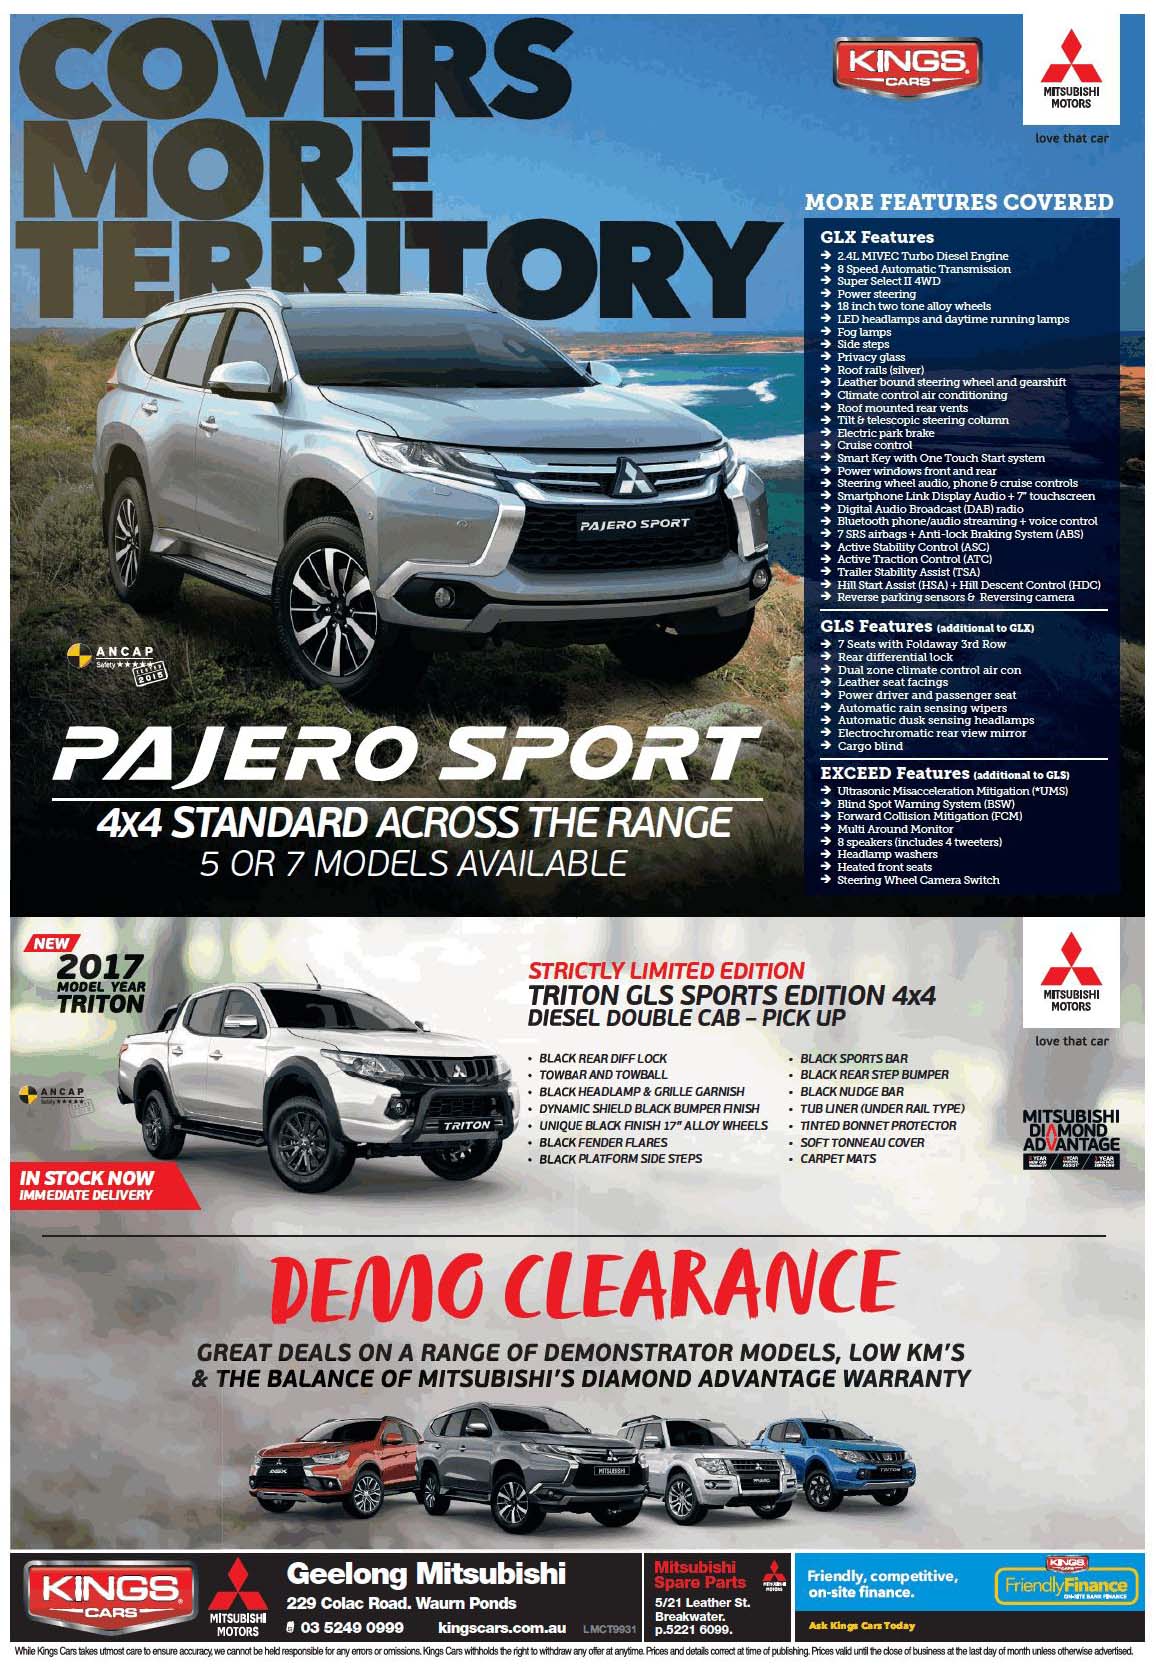 COVERS
MORE
TERRITORY
KINGS
CARS
MITSUBISHI
MOTORS
love that car
MORE FEATURES COVERED
GLX Features
2.4L MIVEC Turbo Diesel Engine
8 Speed Automatic Transmission
Super Select II 4WD
Power steering
18 inch two tone alloy wheels
LED headlamps and daytime running lamps
Fog lamps
Side steps
Privacy glass
Roof rails (silver)
Leather bound steering wheel and gearshift
Climate control air conditioning
Roof mounted rear vents
Tilt & telescopic steering column
Electric park brake
Cruise control
Smart Key with One Touch Start system
Power windows front and rear
Steering wheel audio, phone & cruise controls
Smartphone Link Display Audio + 7" touchscreen
Digital Audio Broadcast (DAB) radio
Bluetooth phone/audio streaming + voice control
7 SRS airbags + Anti-lock Braking System (ABS)
Active Stability Control (ASC)
Active Traction Control (ATC)
Trailer Stability Assist (TSA)
Hill Start Assist (HSA) + Hill Descent Control (HDC)
Reverse parking sensors & Reversing camera
GLS Features (additional to GLX)
7 Seats with Foldaway 3rd Row
Rear differential lock
Dual zone climate control air con
Leather seat facings
Power driver and passenger seat
Automatic rain sensing wipers
Automatic dusk sensing headlamps
Electrochromatic rear view mirror
Cargo blind
EXCEED Features (additional to GLS)
Ultrasonic Misacceleration Mitigation (*UMS)
Blind Spot Warning System (BSW)
Forward Collision Mitigation (FCM)
Multi Around Monitor
8 speakers (includes 4 tweeters)
Headlamp washers
Heated front seats
Steering Wheel Camera Switch
PAJERO SPORT
ANCAP
Safety ★★★★★
TESTED
2015
PAJERO SPORT
4x4 STANDARD ACROSS THE RANGE
5 OR 7 MODELS AVAILABLE
NEW
2017
MODEL YEAR
TRITON
ANCAP
Safety ★★★★★
TRITON
IN STOCK NOW
IMMEDIATE DELIVERY
STRICTLY LIMITED EDITION
TRITON GLS SPORTS EDITION 4x4
DIESEL DOUBLE CAB – PICK UP
• BLACK REAR DIFF LOCK
• TOWBAR AND TOWBALL
• BLACK HEADLAMP & GRILLE GARNISH
• DYNAMIC SHIELD BLACK BUMPER FINISH
• UNIQUE BLACK FINISH 17" ALLOY WHEELS
• BLACK FENDER FLARES
• BLACK PLATFORM SIDE STEPS
• BLACK SPORTS BAR
• BLACK REAR STEP BUMPER
• BLACK NUDGE BAR
• TUB LINER (UNDER RAIL TYPE)
• TINTED BONNET PROTECTOR
• SOFT TONNEAU COVER
• CARPET MATS
MITSUBISHI
MOTORS
love that car
MITSUBISHI
DIAMOND
ADVANTAGE
DEMO CLEARANCE
GREAT DEALS ON A RANGE OF DEMONSTRATOR MODELS, LOW KM'S
& THE BALANCE OF MITSUBISHI'S DIAMOND ADVANTAGE WARRANTY
ASX
MITSUBISHI
PAJERO
TRITON
KINGS
CARS
MITSUBISHI
MOTORS
Geelong Mitsubishi
229 Colac Road. Waurn Ponds
03 5249 0999 kingscars.com.au LMCT9931
Mitsubishi
Spare Parts
MITSUBISHI
MOTORS
5/21 Leather St.
Breakwater.
p.5221 6099.
Friendly, competitive,
on-site finance.
Ask Kings Cars Today
KINGS
FriendlyFinance
ON-SITE BANK FINANCE
While Kings Cars takes utmost care to ensure accuracy, we cannot be held responsible for any errors or omissions. Kings Cars withholds the right to withdraw any offer at anytime. Prices and details correct at time of publishing. Prices valid until the close of business at the last day of month unless otherwise advertised.